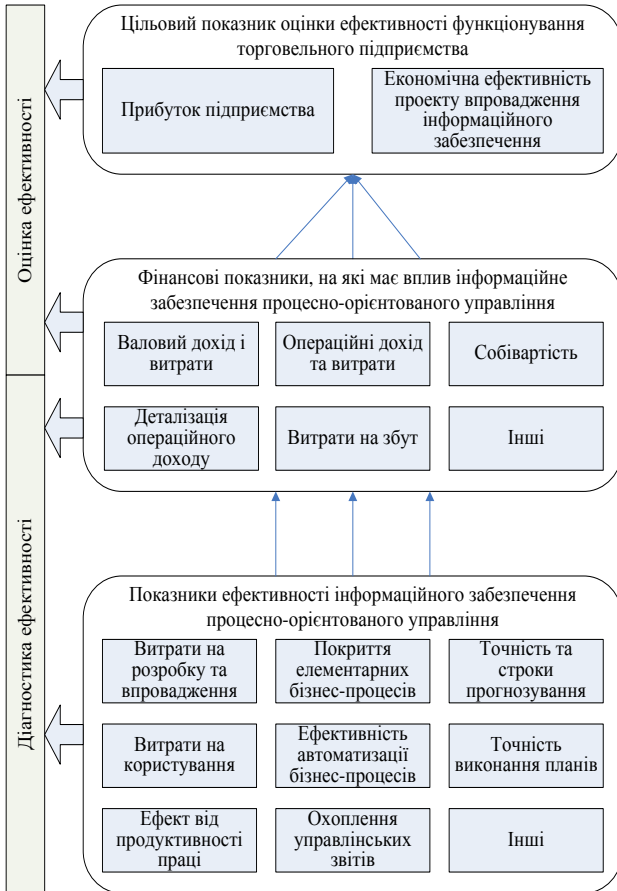 Цільовий показник оцінки ефективності функціонування
торговельного підприємства
Прибуток підприємства
Економічна ефективність
проекту впровадження
інформаційного
забезпечення
Оцінка ефективності
Фінансові показники, на які має вплив інформаційне
забезпечення процесно-орієнтованого управління
Валовий дохід і
витрати
Операційні дохід
та витрати
Собівартість
Деталізація
операційного
доходу
Витрати на збут
Інші
Діагностика ефективності
Показники ефективності інформаційного забезпечення
процесно-орієнтованого управління
Витрати на
розробку та
впровадження
Покриття
елементарних
бізнес-процесів
Точність та
строки
прогнозування
Витрати на
користування
Ефективність
автоматизації
бізнес-процесів
Точність
виконання планів
Ефект від
продуктивності
праці
Охоплення
управлінських
звітів
Інші